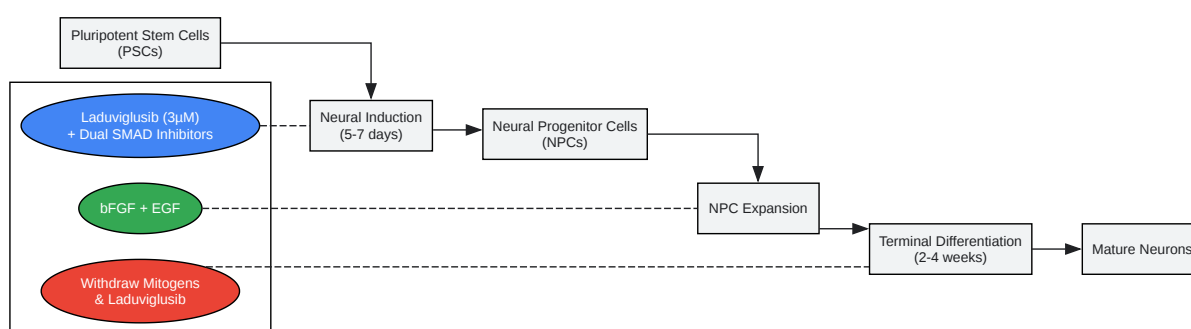 Pluripotent Stem Cells
(PSCs)
Laduviglusib (3µM)
+ Dual SMAD Inhibitors
Neural Induction
(5-7 days)
Neural Progenitor Cells
(NPCs)
bFGF + EGF
NPC Expansion
Terminal Differentiation
(2-4 weeks)
Mature Neurons
Withdraw Mitogens
& Laduviglusib